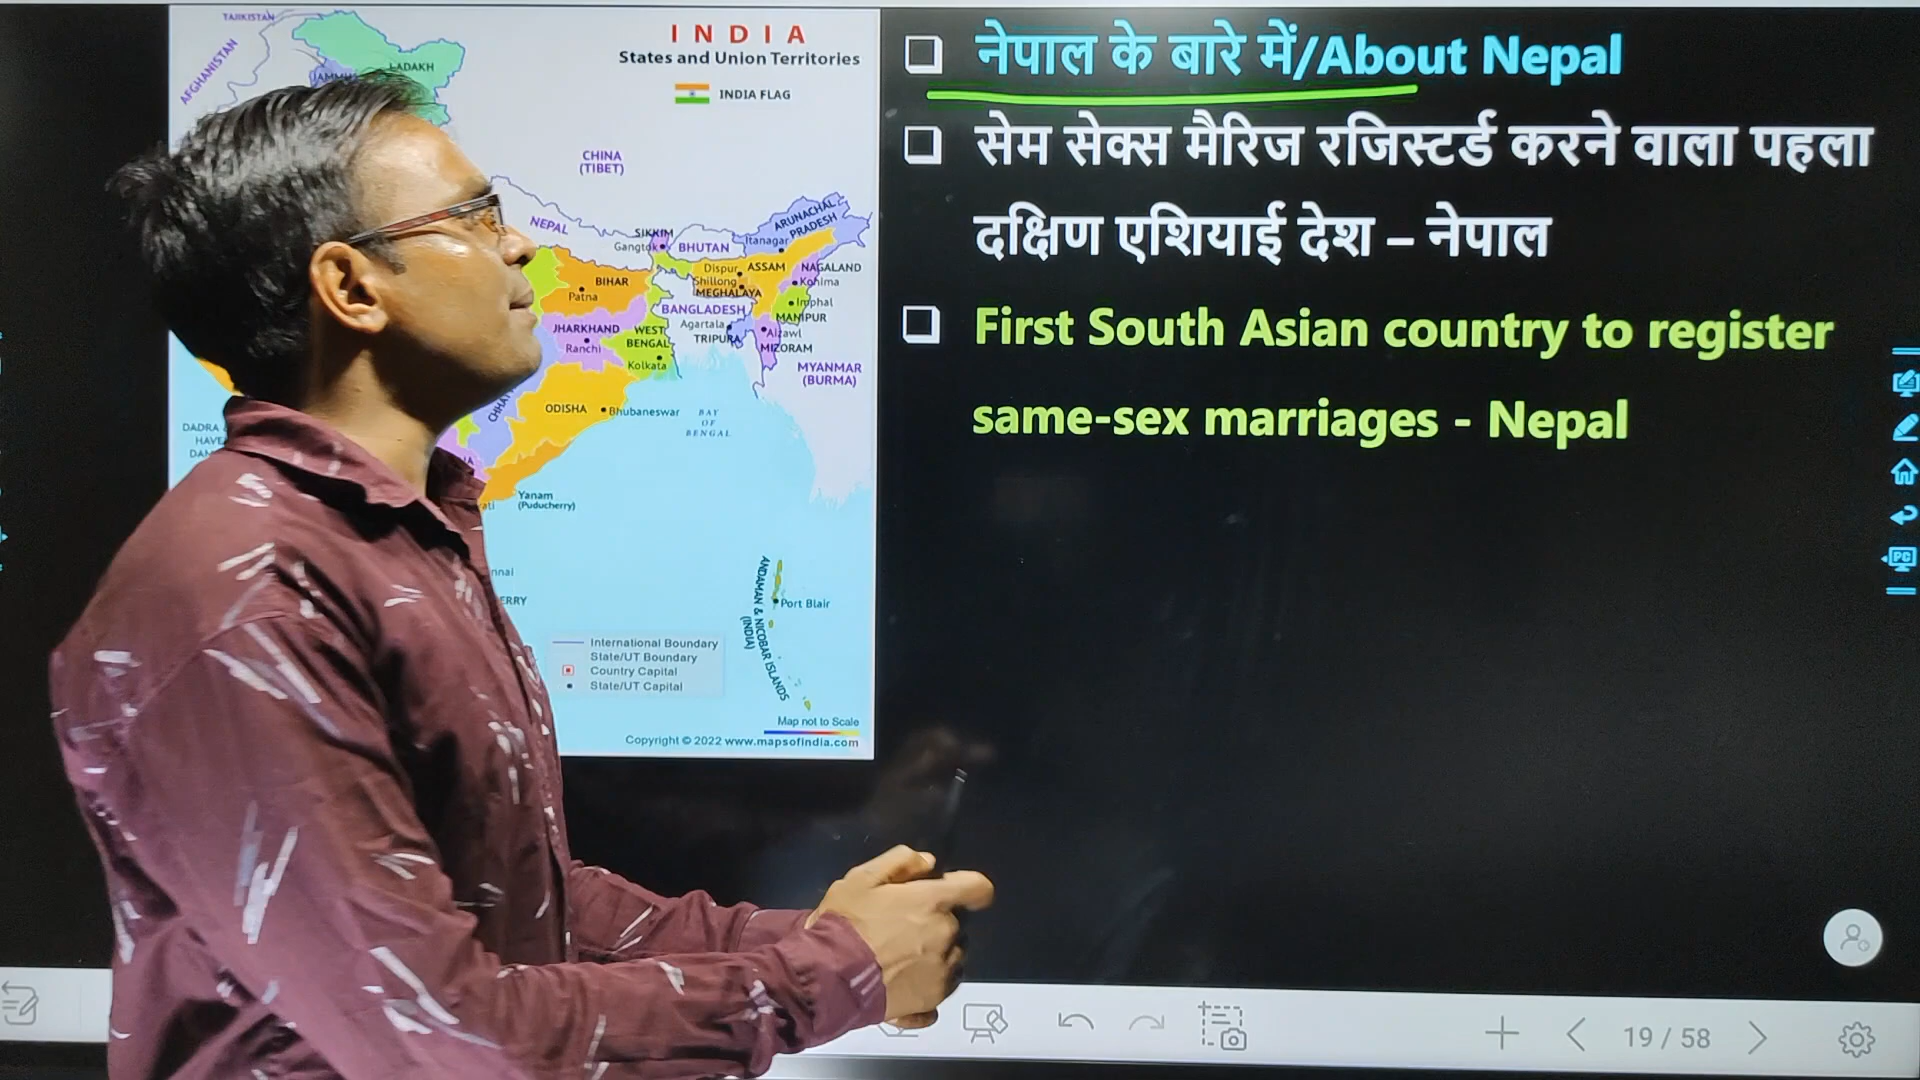 TAJIKISTAN
AFGHANISTAN
INDIA
States and Union Territories
INDIA FLAG
LADAKH
JAMMU
CHINA
(TIBET)
NEPAL
SIKKIM
Gangtok
BHUTAN
ARUNACHAL
PRADESH
Itanagar
Dispur
ASSAM
NAGALAND
Shillong
Kohima
MEGHALAYA
BIHAR
Patna
Imphal
MANIPUR
BANGLADESH
Agartala
TRIPURA
Aizawl
MIZORAM
JHARKHAND
Ranchi
WEST
BENGAL
Kolkata
MYANMAR
(BURMA)
ODISHA
Bhubaneswar
BAY
OF
BENGAL
DADRA
Yanam
(Puducherry)
ANDAMAN & NICOBAR ISLANDS
(INDIA)
Port Blair
International Boundary
State/UT Boundary
Country Capital
State/UT Capital
Map not to Scale
Copyright © 2022 www.mapsofindia.com
नेपाल के बारे में/About Nepal
सेम सेक्स मैरिज रजिस्टर्ड करने वाला पहला
दक्षिण एशियाई देश – नेपाल
First South Asian country to register
same-sex marriages - Nepal
PC
19 / 58